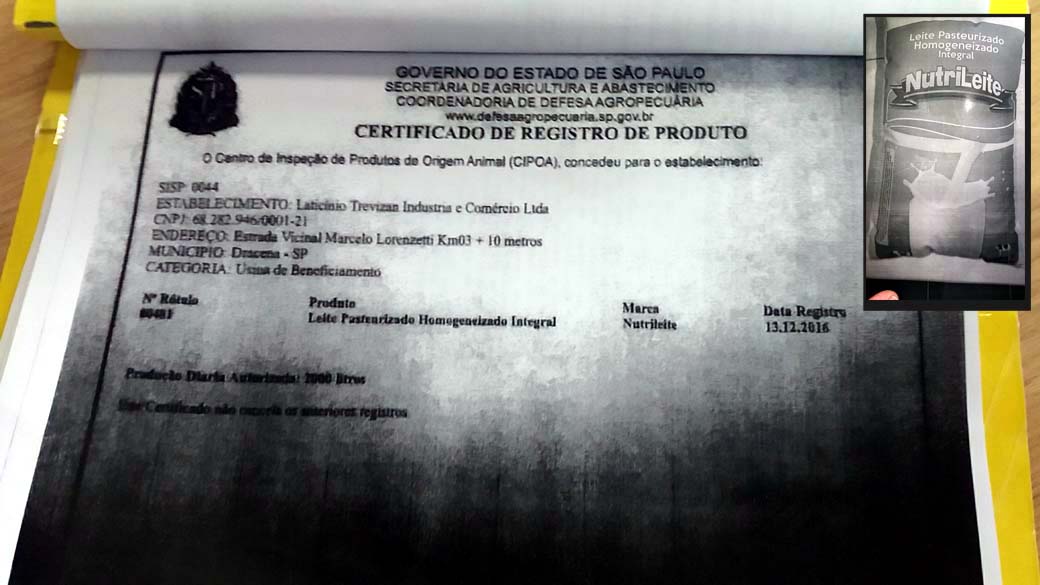 GOVERNO DO ESTADO DE SÃO PAULO
SECRETARIA DE AGRICULTURA E ABASTECIMENTO
COORDENADORIA DE DEFESA AGROPECUÁRIA
www.defesaagropecuaria.sp.gov.br
CERTIFICADO DE REGISTRO DE PRODUTO
O Centro de Inspeção de Produtos de Origem Animal (CIPOA), concedeu para o estabelecimento:
SISP: 0044
ESTABELECIMENTO: Laticínio Trevizan Industria e Comércio Ltda
CNPJ: 68.282.946/0001-21
ENDEREÇO: Estrada Vicinal Marcelo Lorenzetti Km03 + 10 metros
MUNICIPIO: Dracena - SP
CATEGORIA: Usina de Beneficiamento
Nº Rótulo Produto Marca Data Registro
Leite Pasteurizado Homogeneizado Integral Nutrileite 13.12.2016
Produção Diaria Autorizada: 2000 litros
Este Certificado não cancela os anteriores registros
Leite Pasteurizado
Homogeneizado
Integral
NutriLeite